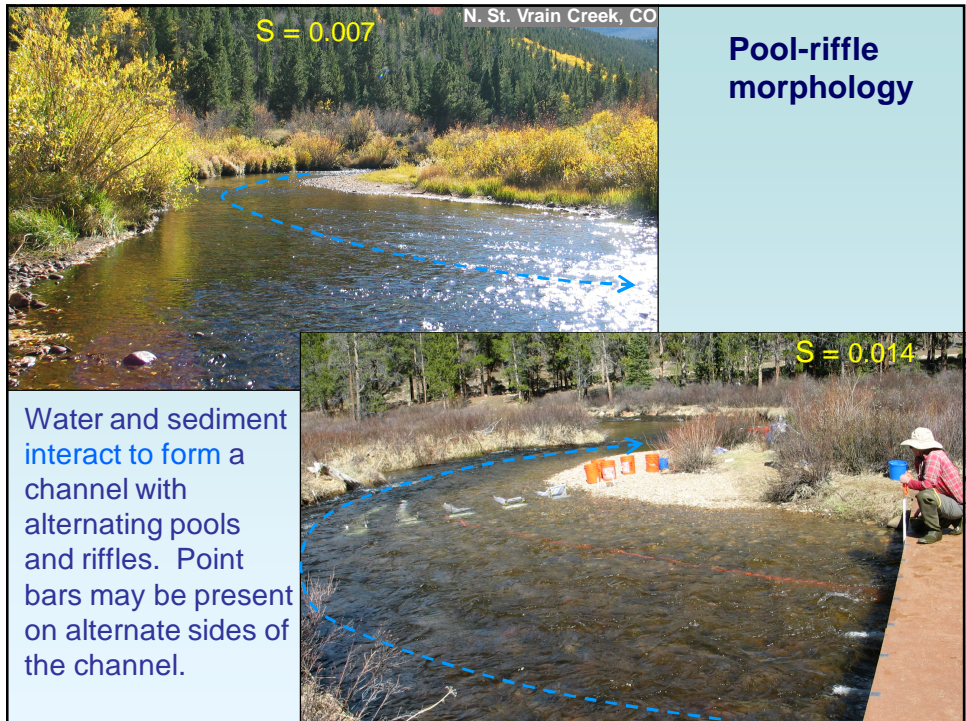 N. St. Vrain Creek, CO
S = 0.007
Pool-riffle
morphology
S = 0.014
Water and sediment
interact to form a
channel with
alternating pools
and riffles.  Point
bars may be present
on alternate sides of
the channel.